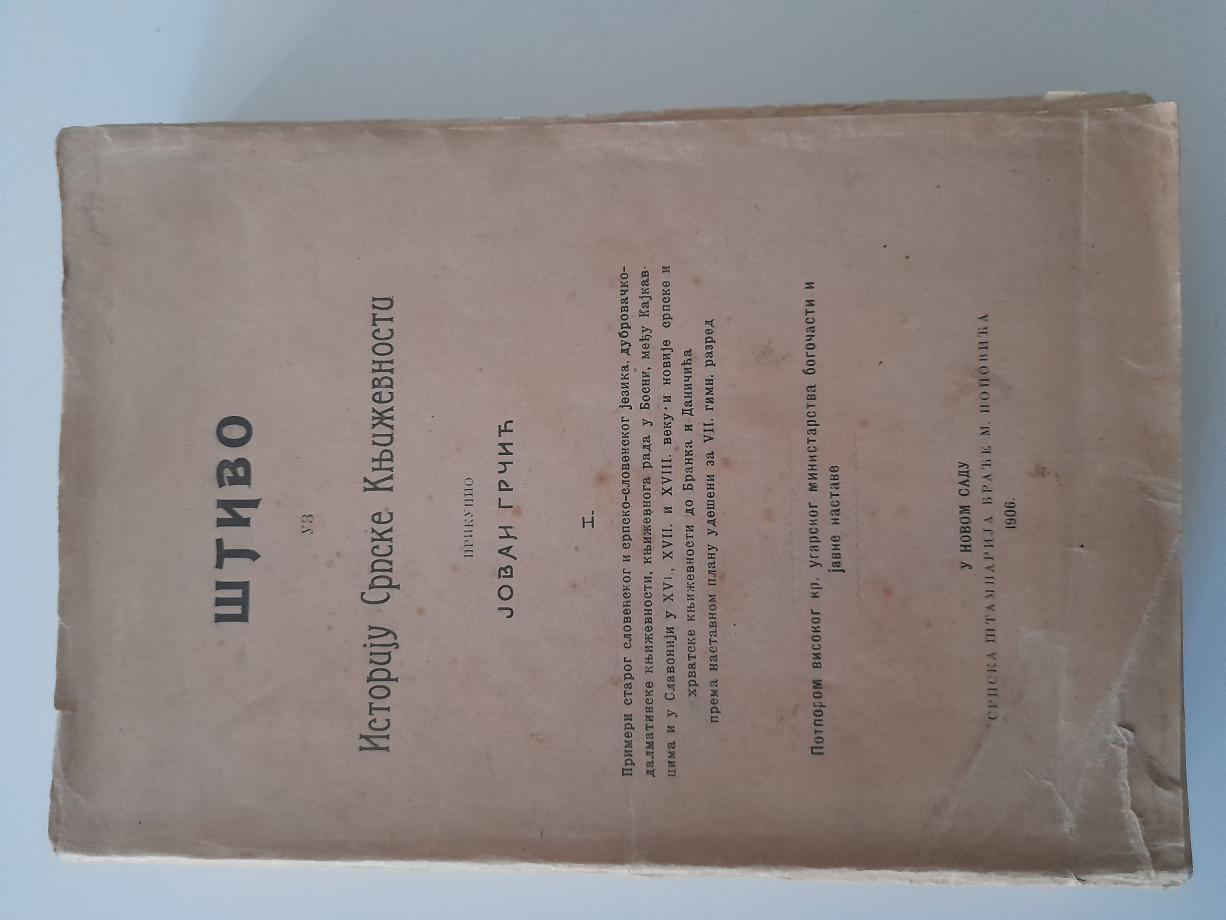 ШТИВО
УЗ
Историју Српске Књижевности
ПРИКУПИО
ЈОВАН ГРЧИЋ
I.
Примери старог словенског и српско-словенског језика, дубровачко-
далматинске књижевности, књижевнога рада у Босни, међу Кајкав-
цима и у Славонији у XVI., XVII. и XVIII. веку и новије српске и
хрватске књижевности до Бранка и Даничића
према наставном плану удешени за VII. гимн. разред
Потпором високог кр. угарског министарства богочасти и
јавне наставе
У НОВОМ САДУ
СРПСКА ШТАМПАРИЈА БРАЋЕ М. ПОПОВИЋА
1906.